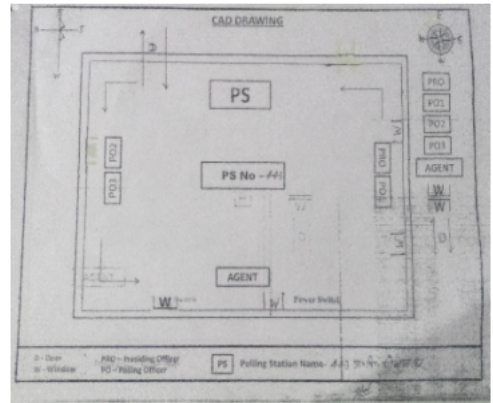 CAD DRAWING
D
PS
PRO
PO1
PO2
PO3
AGENT
W
W
D
PO2
PO3
PS No -
PRO
W
W
AGENT
AGENT
W
W
Power Switch
D - Door
PRO - Presiding Officer
W - Window
PO - Polling Officer
PS
Polling Station Name-